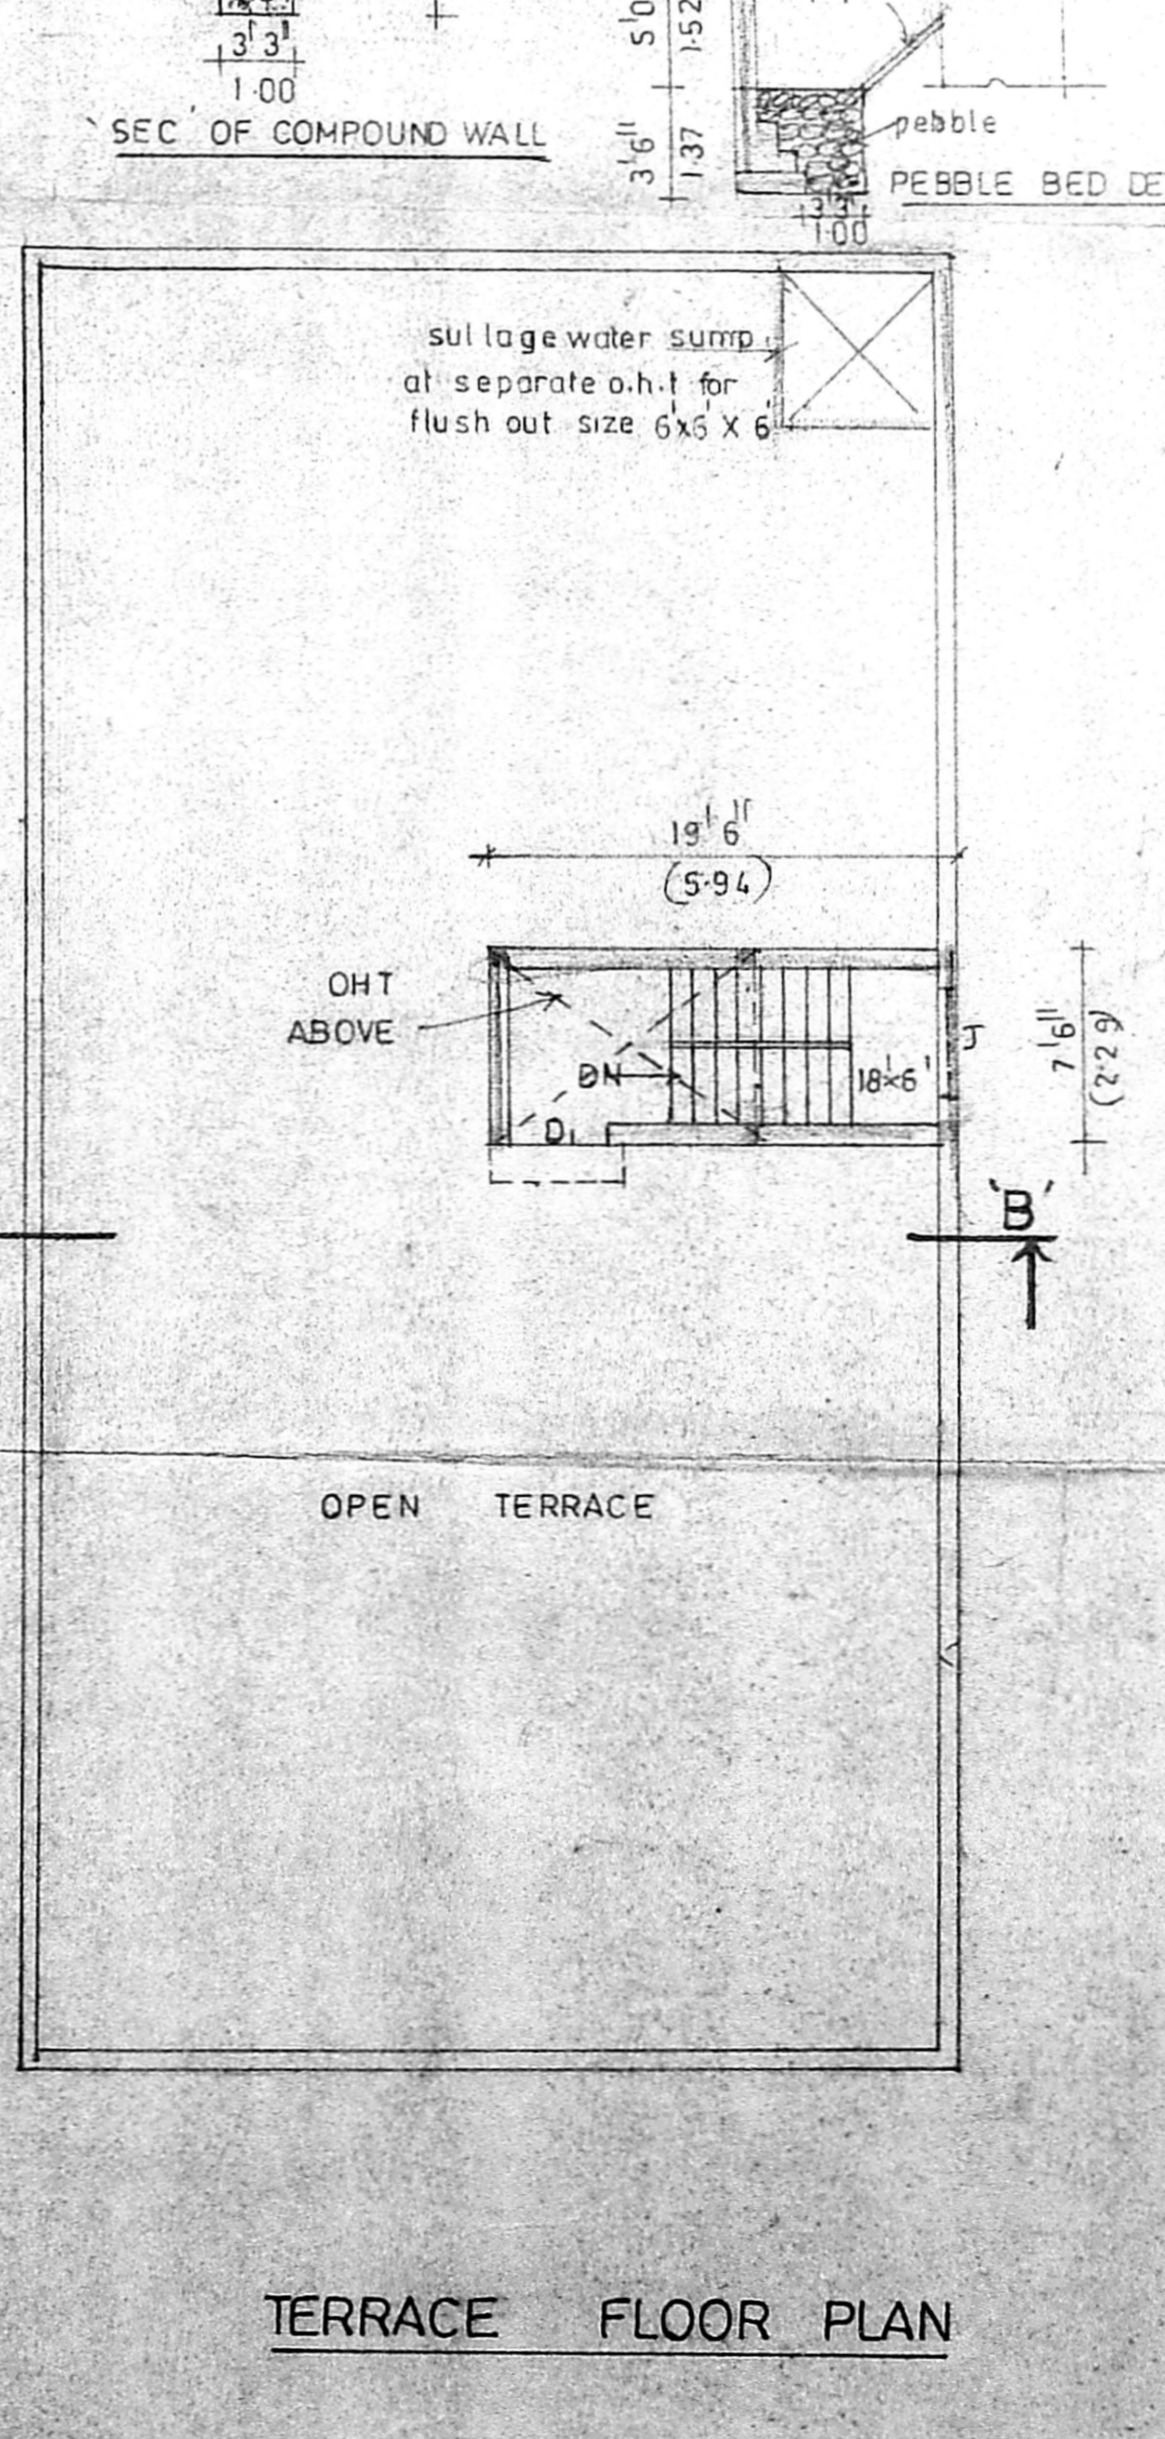 3' 3"
1·00
'SEC' OF COMPOUND WALL
5'0
1·52
3'6"
1·37
pebble
PEBBLE BED DE
3'3"
1·00
sullage water sump
at separate o.h.t for
flush out size 6'x6' X 6'
19' 6"
(5·94)
OHT
ABOVE
DN
18'x6'
D1
J
7'6"
(2·29)
'B'
OPEN TERRACE
TERRACE FLOOR PLAN